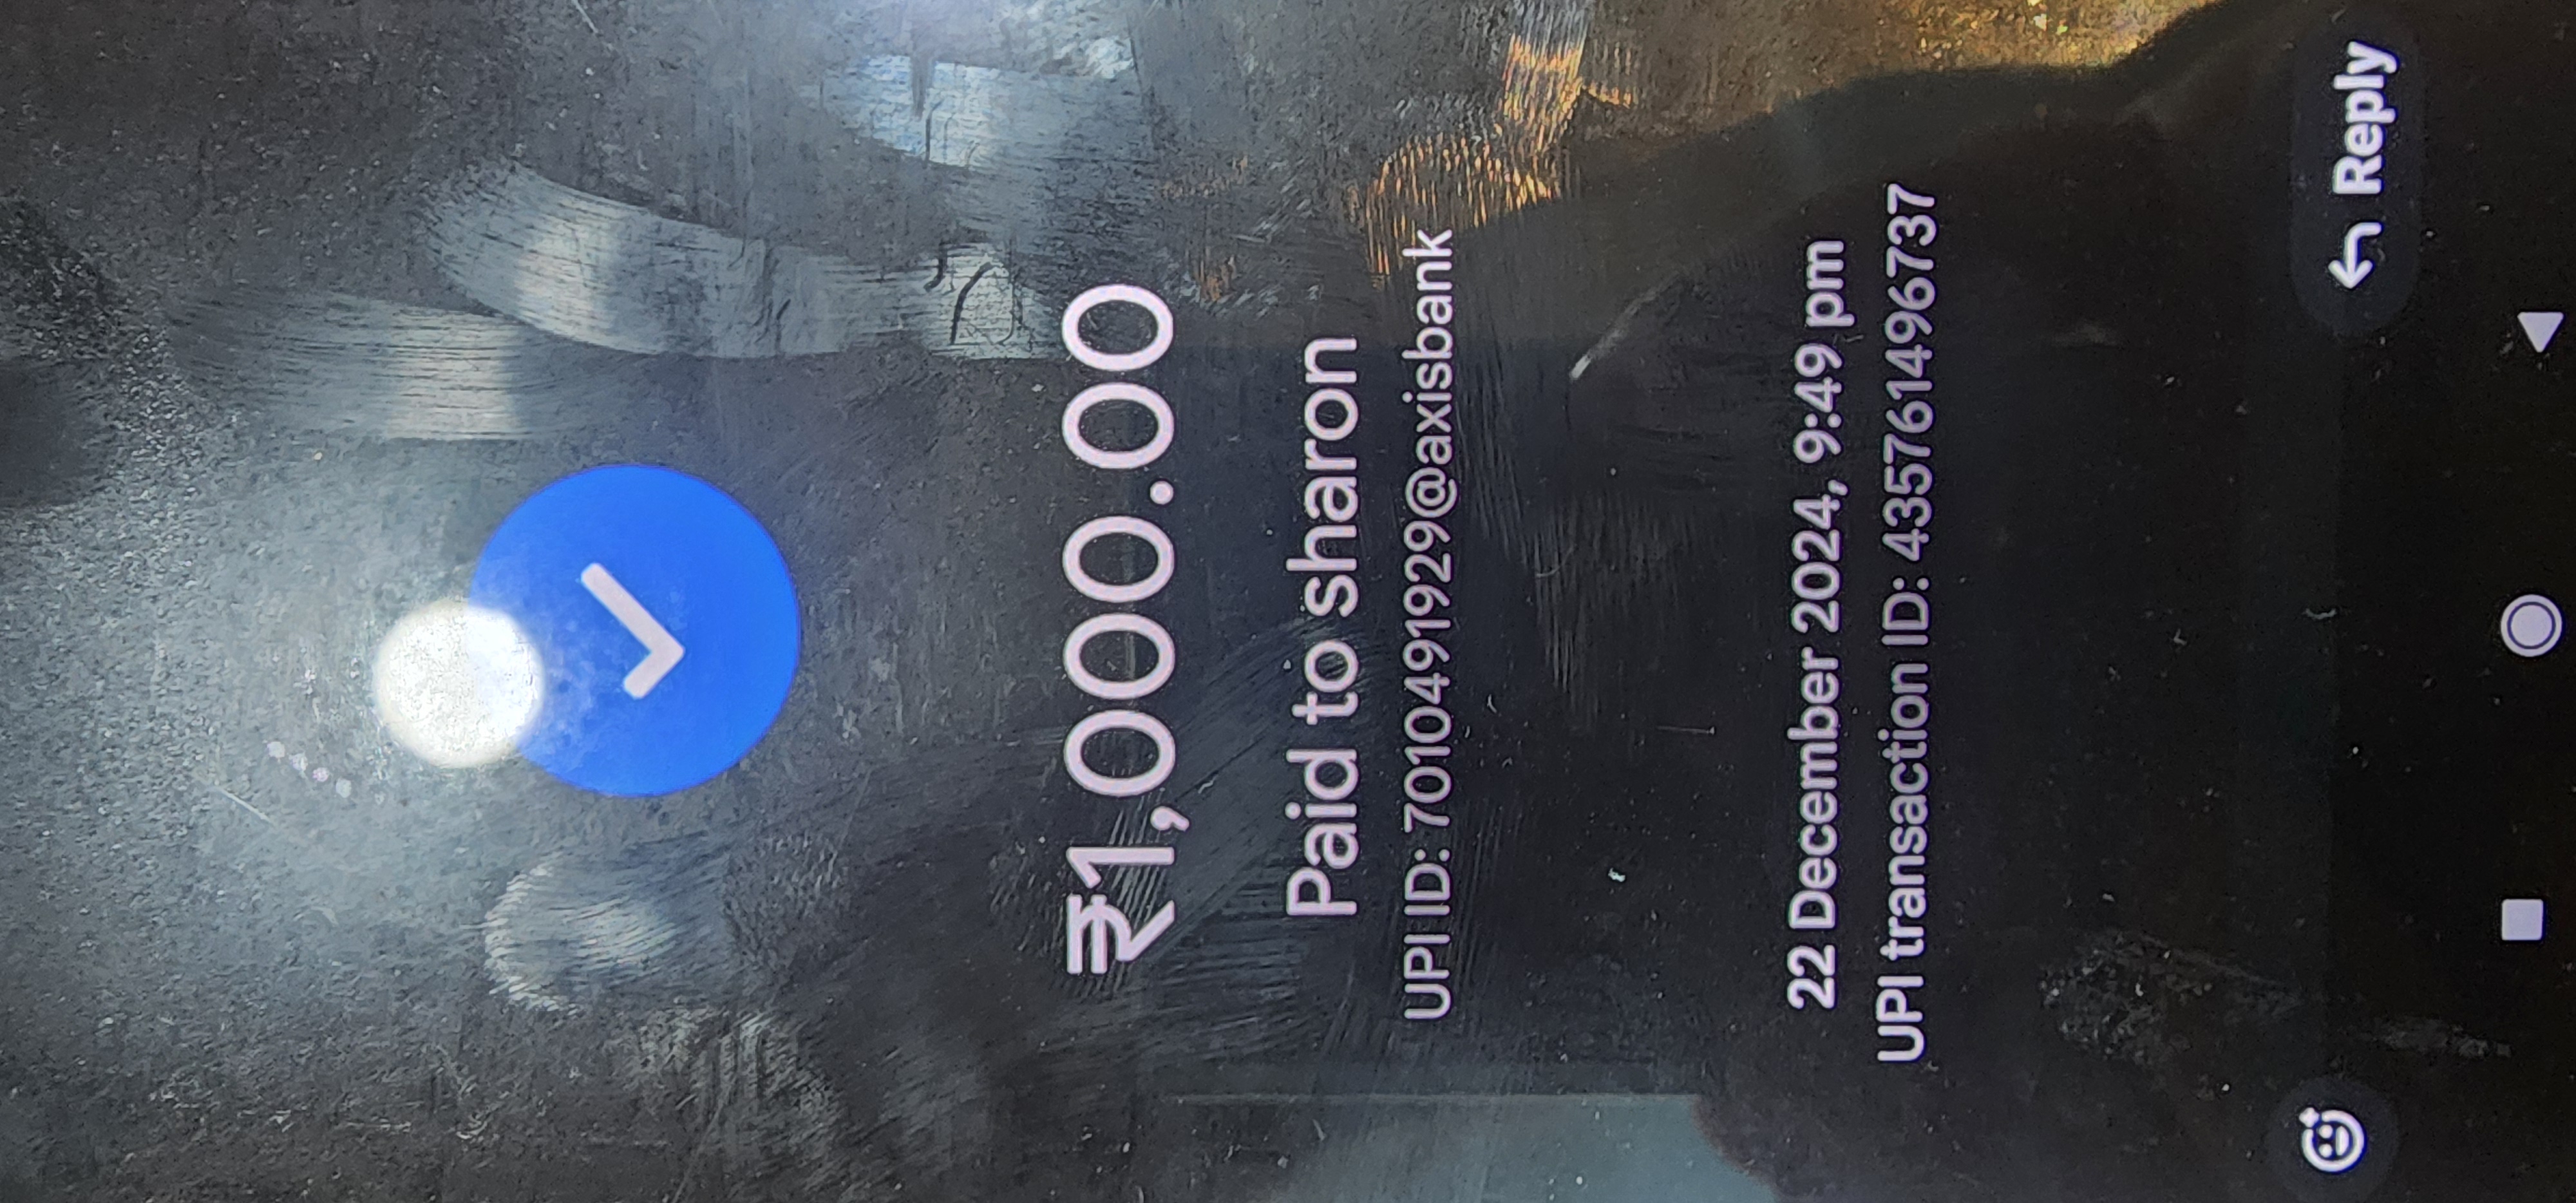 ₹1,000.00
Paid to sharon
UPI ID: 7010491929@axisbank
22 December 2024, 9:49 pm
UPI transaction ID: 435761496737
Reply